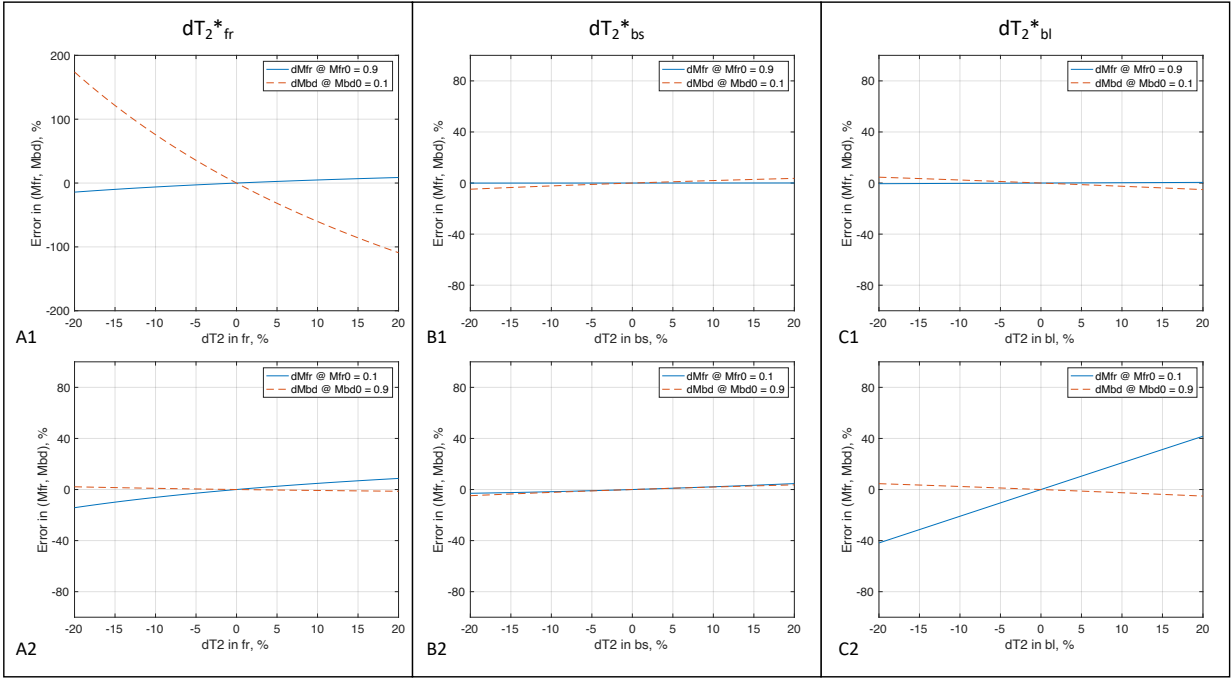 dT₂*fr
dT₂*bs
dT₂*bl
200
100
0
-100
-200
Error in (Mfr, Mbd), %
dMfr @ Mfr0 = 0.9
dMbd @ Mbd0 = 0.1
-20 -15 -10 -5 0 5 10 15 20
dT2 in fr, %
A1
80
40
0
-40
-80
Error in (Mfr, Mbd), %
dMfr @ Mfr0 = 0.9
dMbd @ Mbd0 = 0.1
-20 -15 -10 -5 0 5 10 15 20
dT2 in bs, %
B1
80
40
0
-40
-80
Error in (Mfr, Mbd), %
dMfr @ Mfr0 = 0.9
dMbd @ Mbd0 = 0.1
-20 -15 -10 -5 0 5 10 15 20
dT2 in bl, %
C1
80
40
0
-40
-80
Error in (Mfr, Mbd), %
dMfr @ Mfr0 = 0.1
dMbd @ Mbd0 = 0.9
-20 -15 -10 -5 0 5 10 15 20
dT2 in fr, %
A2
80
40
0
-40
-80
Error in (Mfr, Mbd), %
dMfr @ Mfr0 = 0.1
dMbd @ Mbd0 = 0.9
-20 -15 -10 -5 0 5 10 15 20
dT2 in bs, %
B2
80
40
0
-40
-80
Error in (Mfr, Mbd), %
dMfr @ Mfr0 = 0.1
dMbd @ Mbd0 = 0.9
-20 -15 -10 -5 0 5 10 15 20
dT2 in bl, %
C2